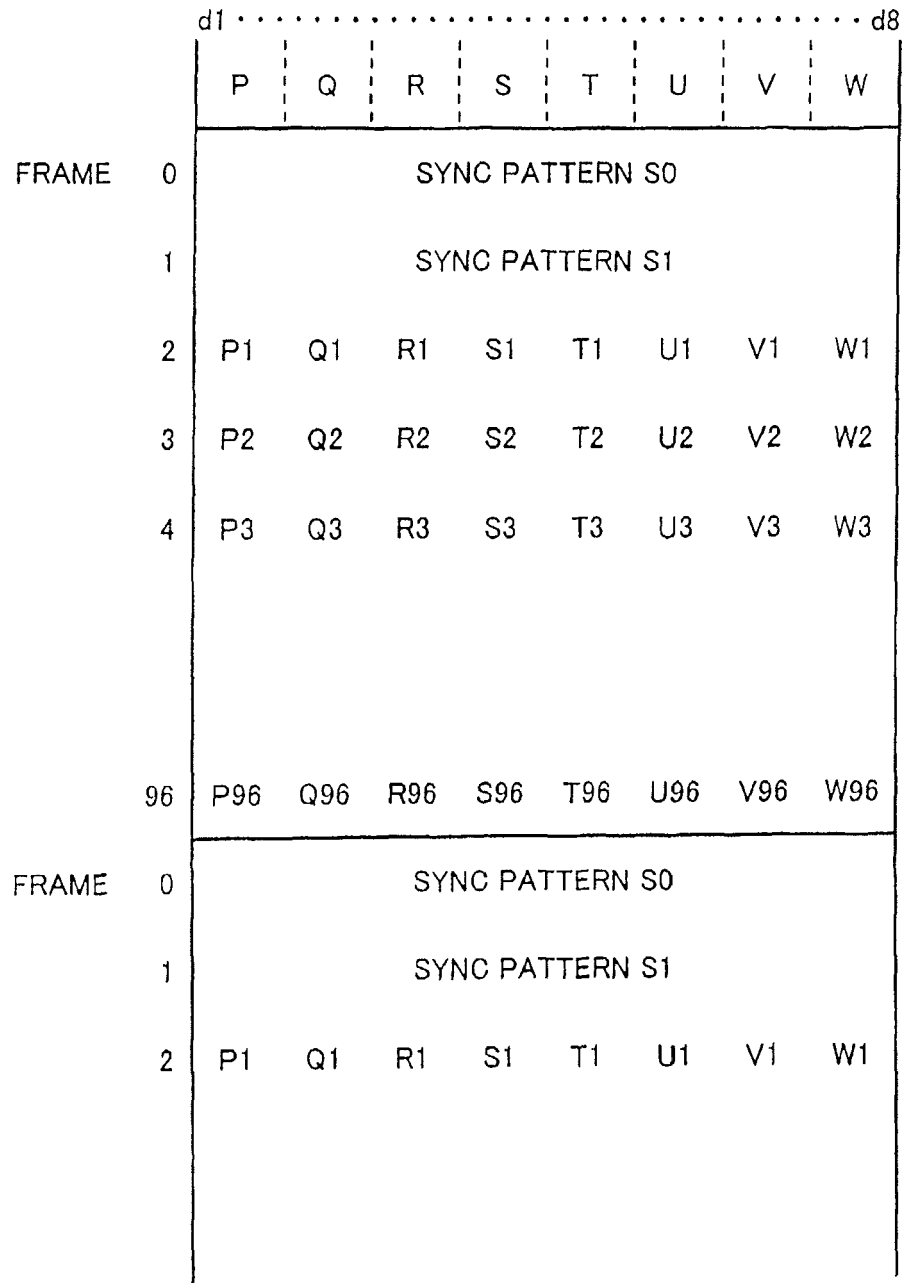 d1 · · · · · · · · · · · · · · · · · · · · · · · · · · · · · d8
P Q R S T U V W
FRAME 0 SYNC PATTERN S0
1 SYNC PATTERN S1
2 P1 Q1 R1 S1 T1 U1 V1 W1
3 P2 Q2 R2 S2 T2 U2 V2 W2
4 P3 Q3 R3 S3 T3 U3 V3 W3
96 P96 Q96 R96 S96 T96 U96 V96 W96
FRAME 0 SYNC PATTERN S0
1 SYNC PATTERN S1
2 P1 Q1 R1 S1 T1 U1 V1 W1